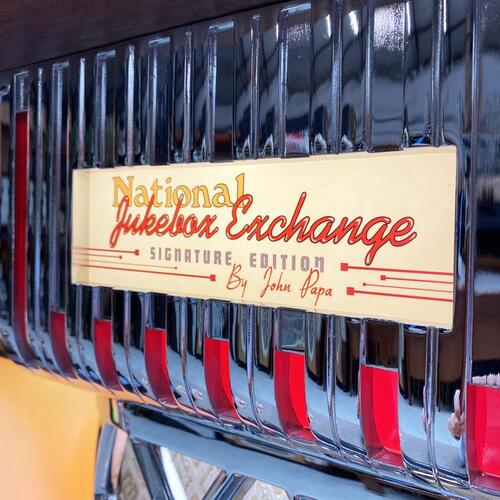 National
Jukebox Exchange
SIGNATURE EDITION
By John Papa